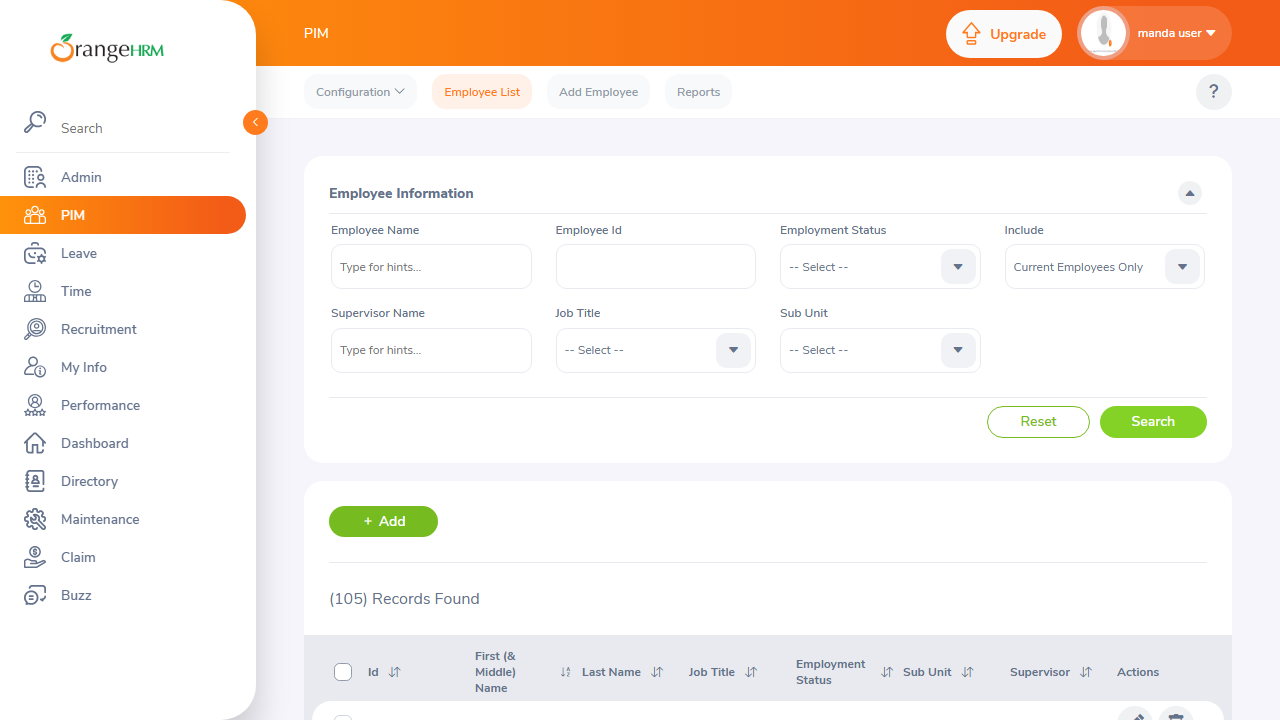 OrangeHRM
Search
Admin
PIM
Leave
Time
Recruitment
My Info
Performance
Dashboard
Directory
Maintenance
Claim
Buzz
PIM
Upgrade
manda user
Configuration
Employee List
Add Employee
Reports
?
Employee Information
Employee Name
Employee Id
Employment Status
Include
Type for hints...
-- Select --
Current Employees Only
Supervisor Name
Job Title
Sub Unit
Type for hints...
-- Select --
-- Select --
Reset
Search
+ Add
(105) Records Found
Id
First (&
Middle)
Name
Last Name
Job Title
Employment
Status
Sub Unit
Supervisor
Actions